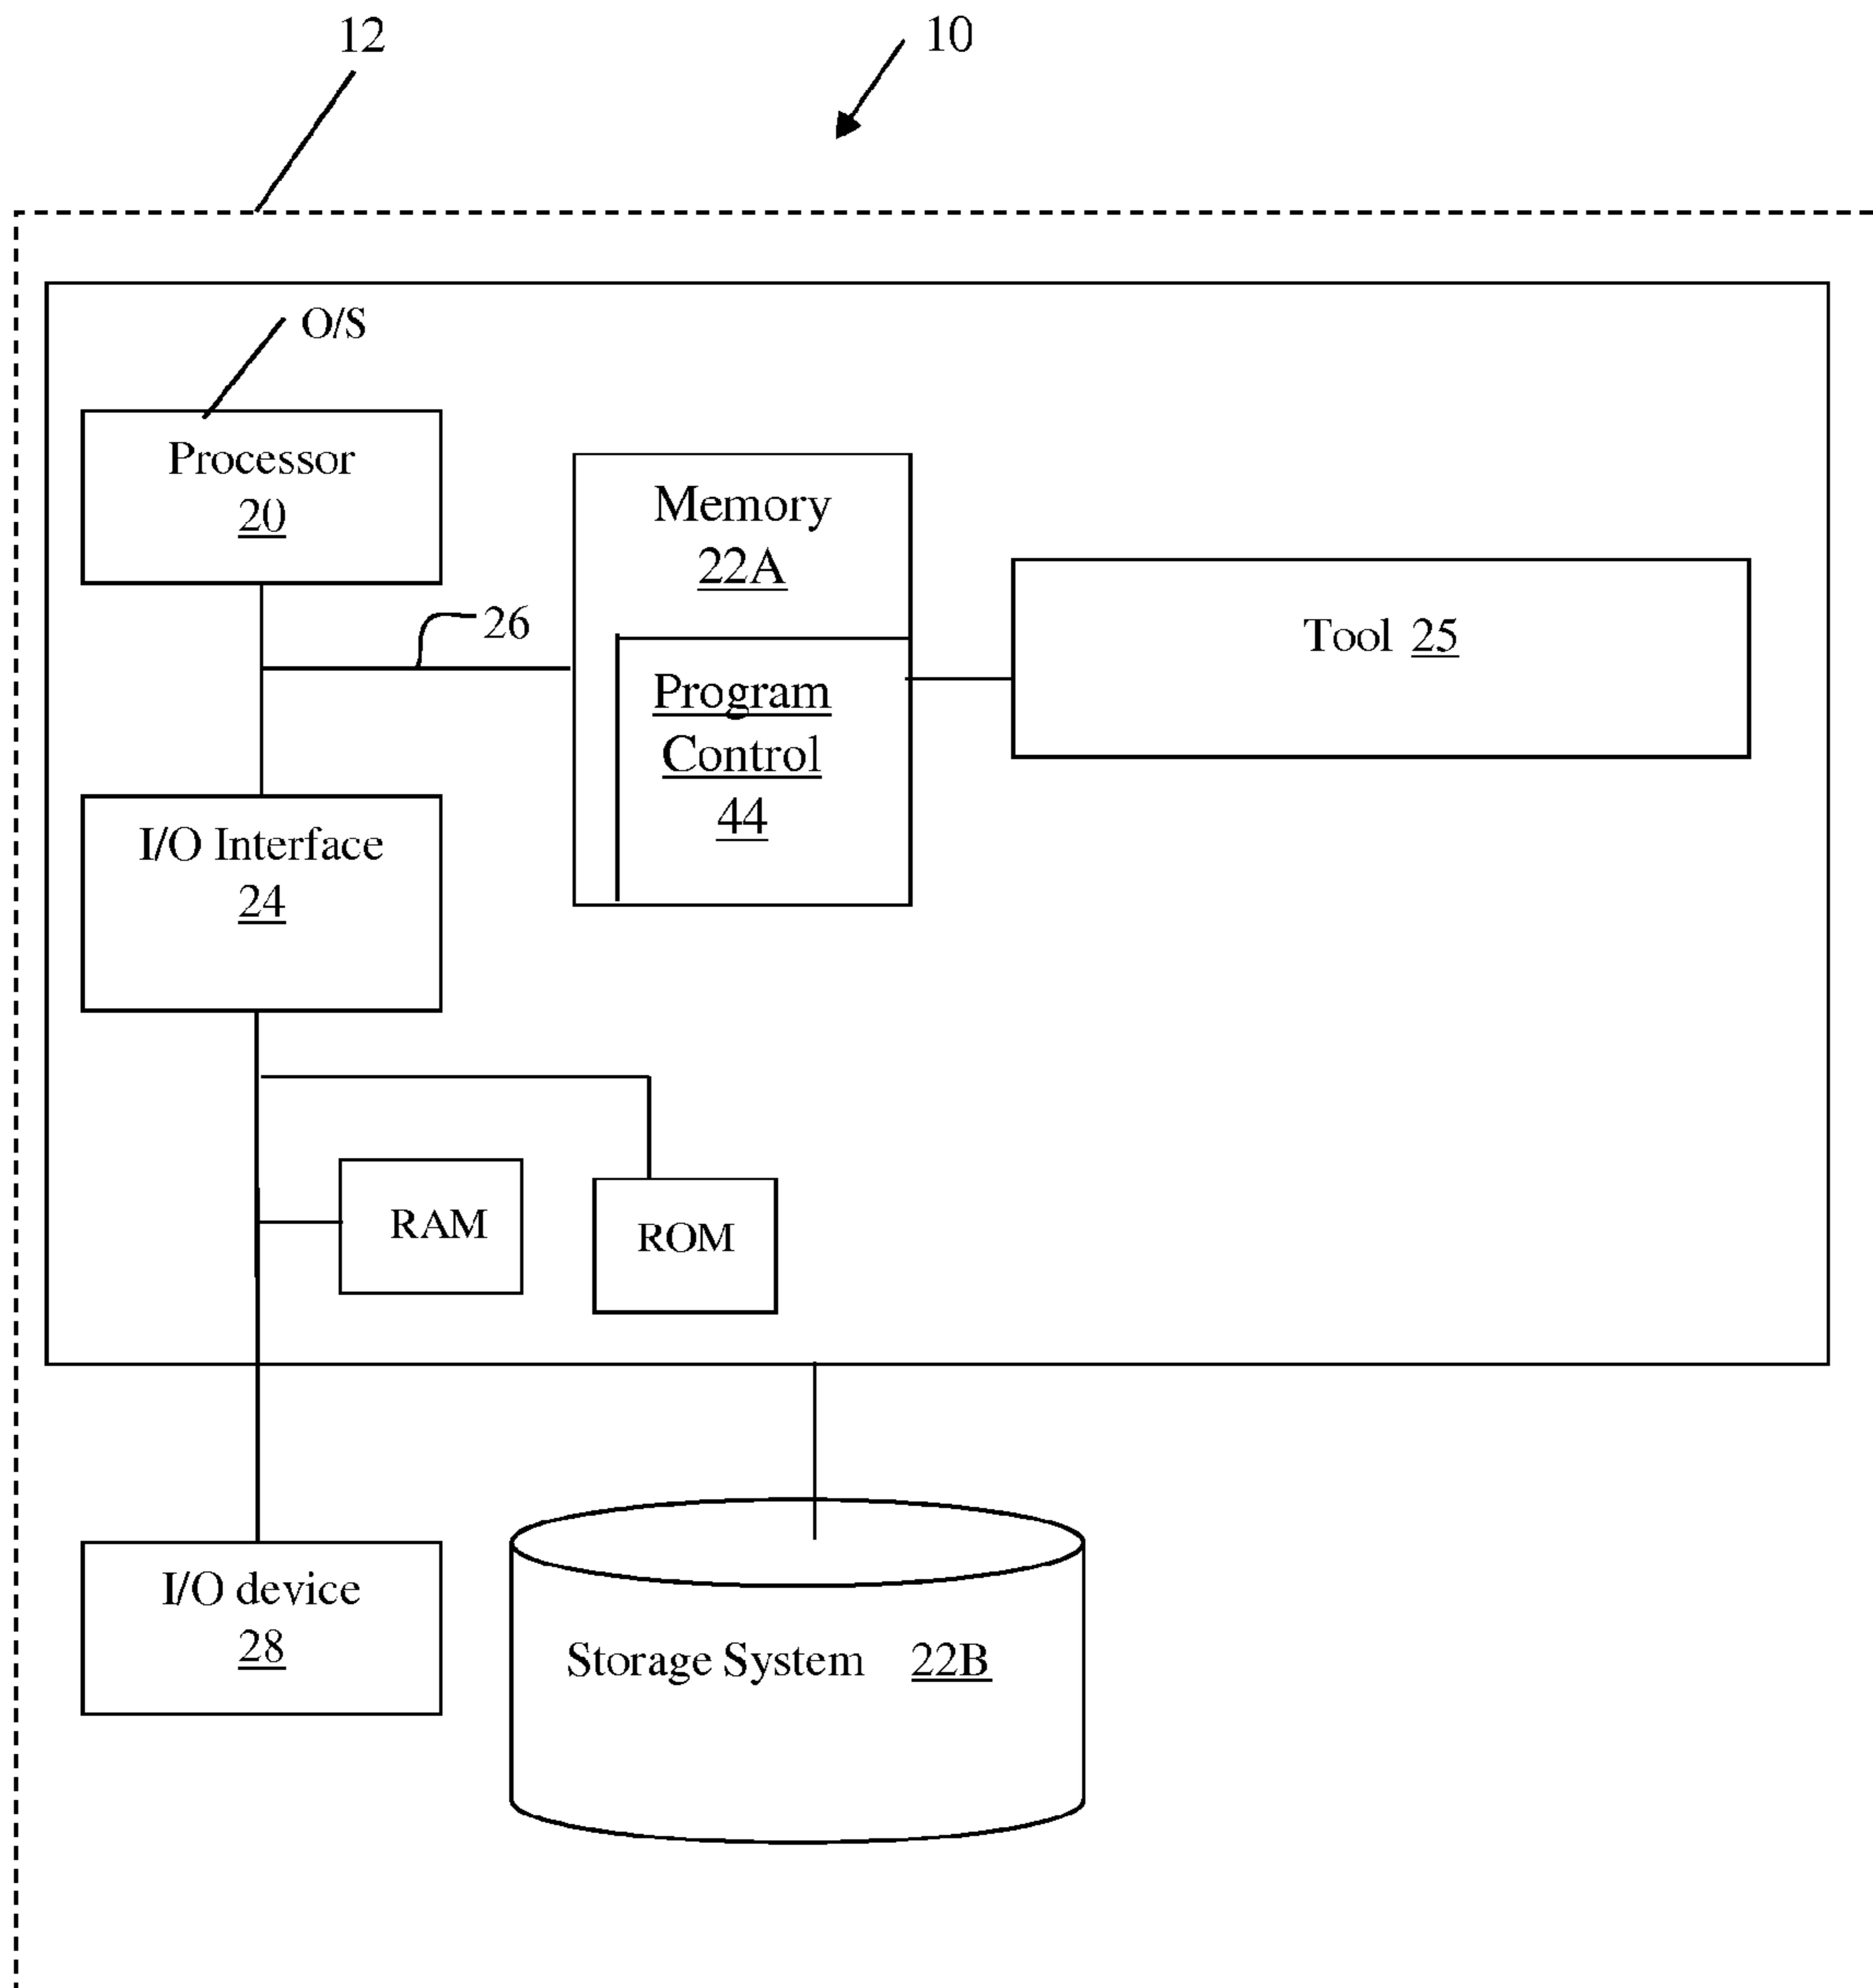 12
10
O/S
Processor
20
Memory
22A
26
Tool 25
Program
Control
44
I/O Interface
24
RAM
ROM
I/O device
28
Storage System 22B